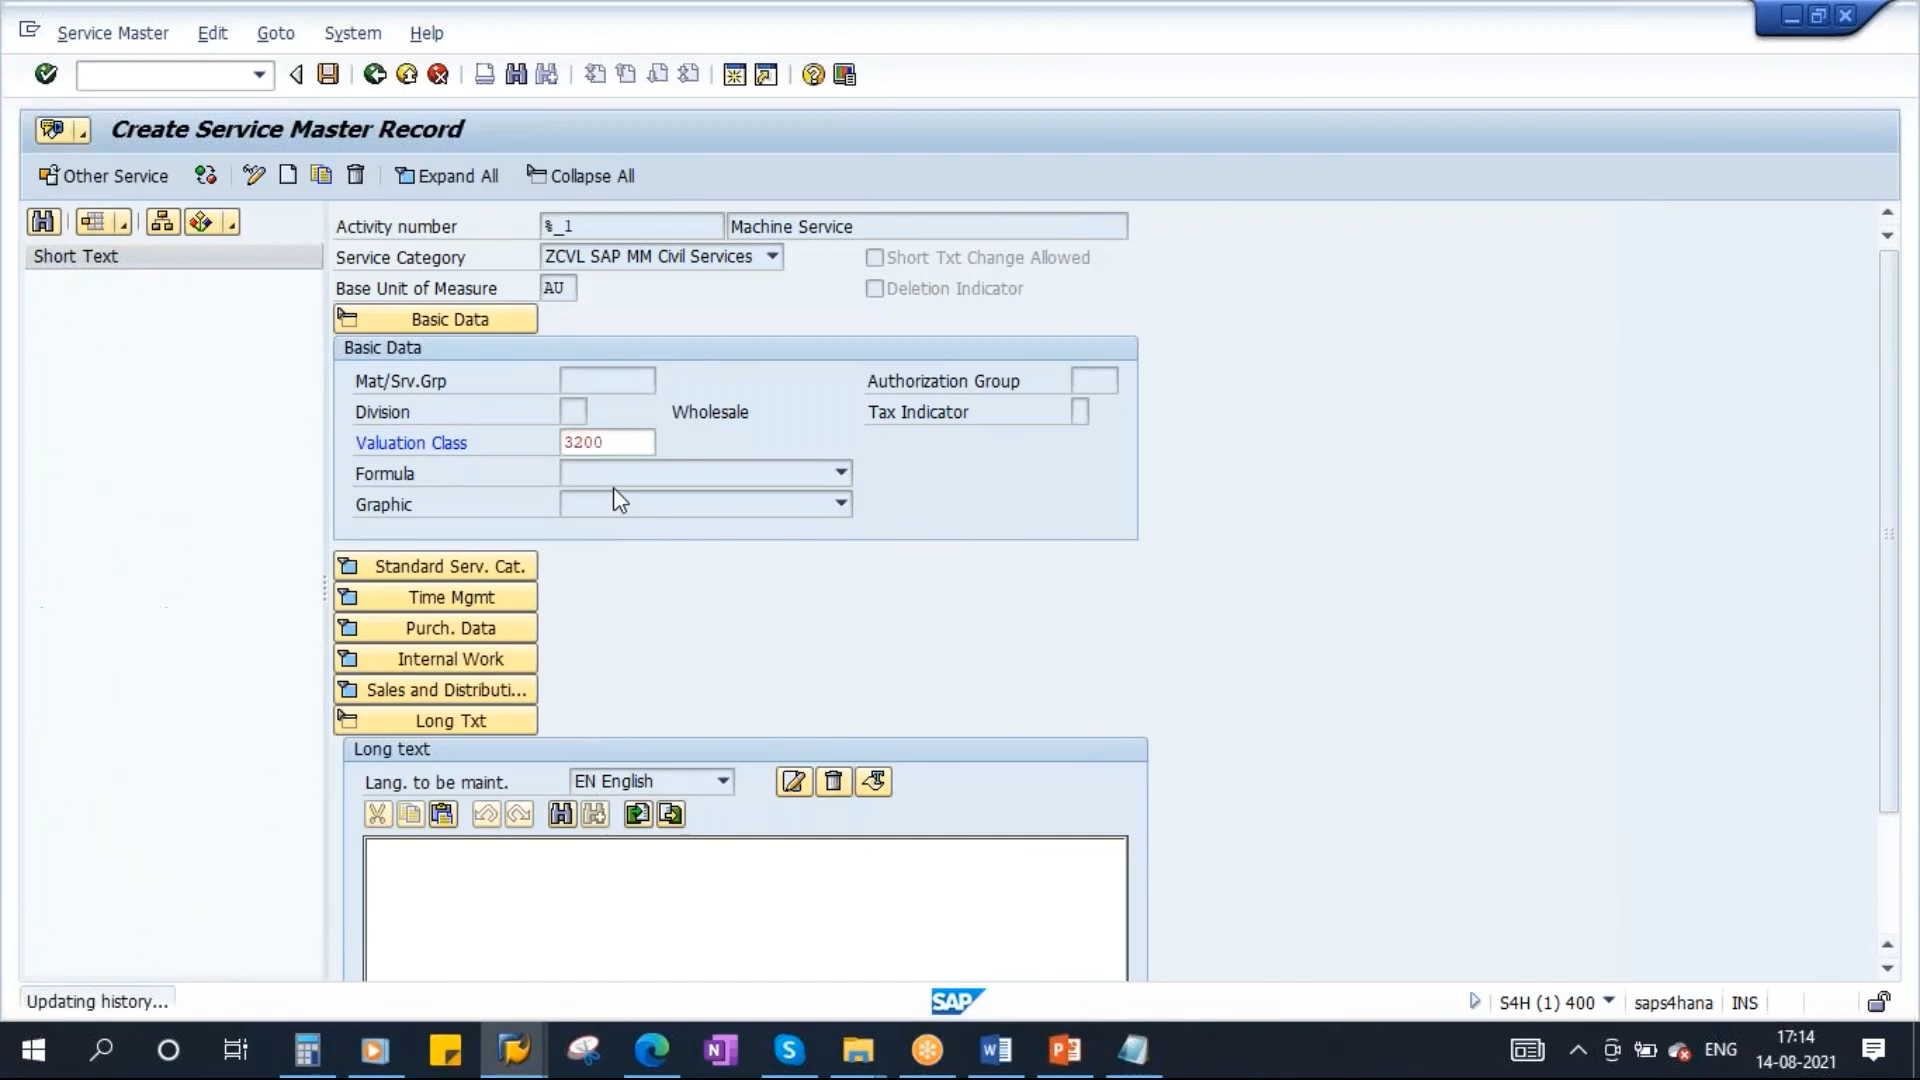 Service Master Edit Goto System Help
Create Service Master Record
Other Service Expand All Collapse All
Short Text
Activity number %_1 Machine Service
Service Category ZCVL SAP MM Civil Services Short Txt Change Allowed
Base Unit of Measure AU Deletion Indicator
Basic Data
Basic Data
Mat/Srv.Grp Authorization Group
Division Wholesale Tax Indicator
Valuation Class 3200
Formula
Graphic
Standard Serv. Cat.
Time Mgmt
Purch. Data
Internal Work
Sales and Distributi...
Long Txt
Long text
Lang. to be maint. EN English
Updating history... SAP S4H (1) 400 saps4hana INS
ENG 17:14
14-08-2021